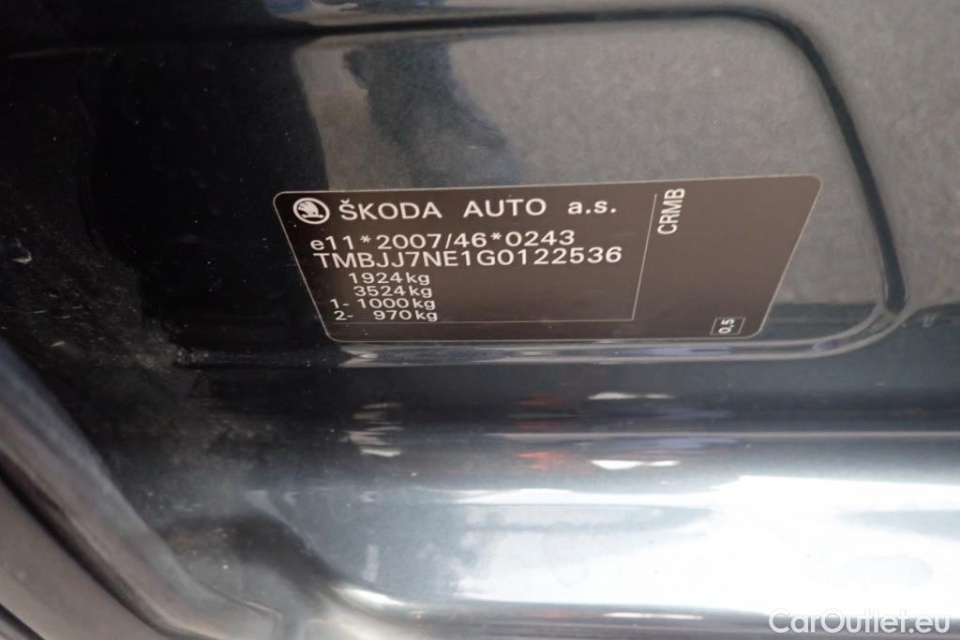 ŠKODA AUTO a.s.
e11*2007/46*0243
TMBJJ7NE1G0122536
1924kg
3524kg
1- 1000kg
2- 970kg
CRMB
0,5
CarOutlet.eu